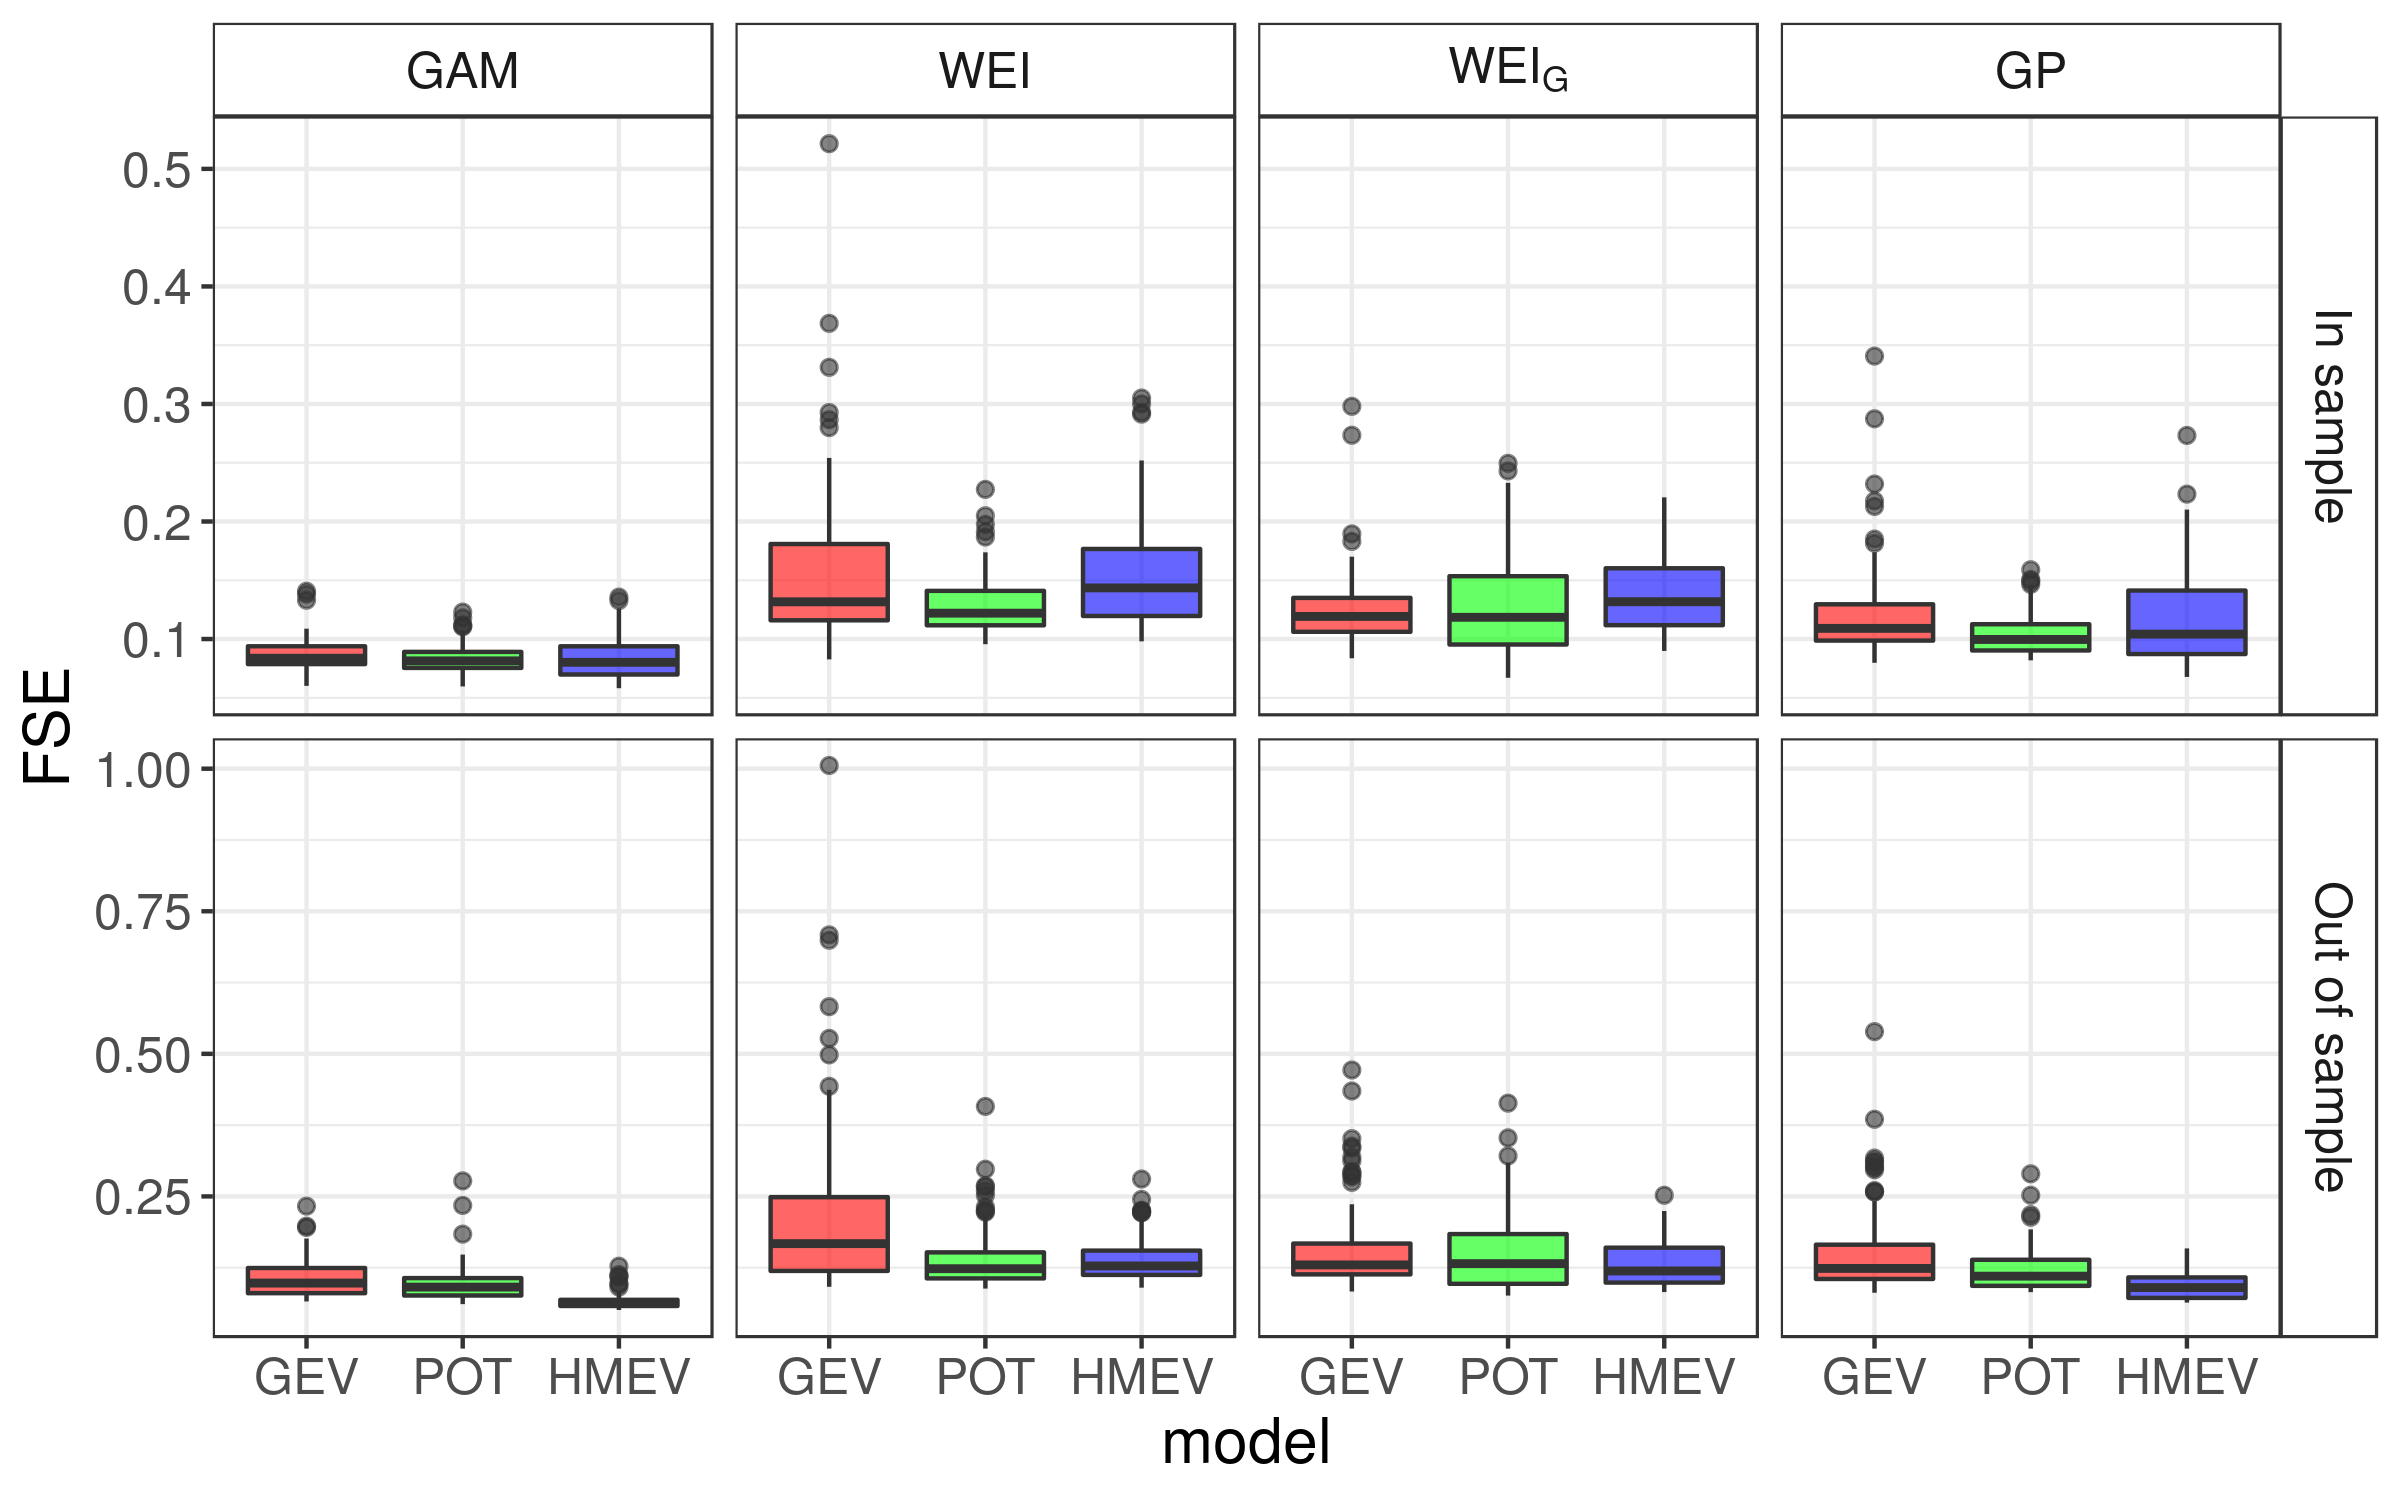 GAM WEI WEI_G GP
0.5
0.4
0.3
0.2
0.1
In sample
FSE
1.00
0.75
0.50
0.25
Out of sample
GEV POT HMEV GEV POT HMEV GEV POT HMEV GEV POT HMEV
model